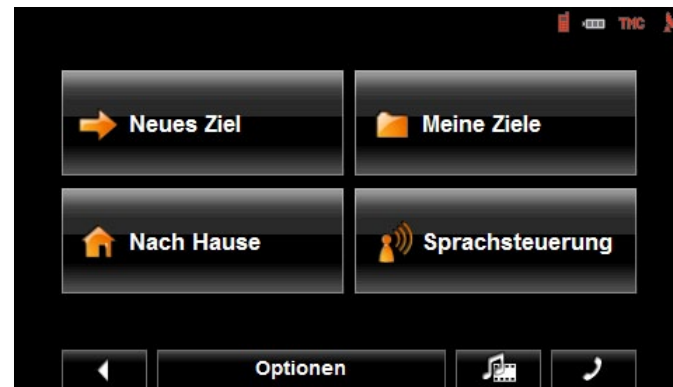 TMC
Neues Ziel
Meine Ziele
Nach Hause
Sprachsteuerung
Optionen